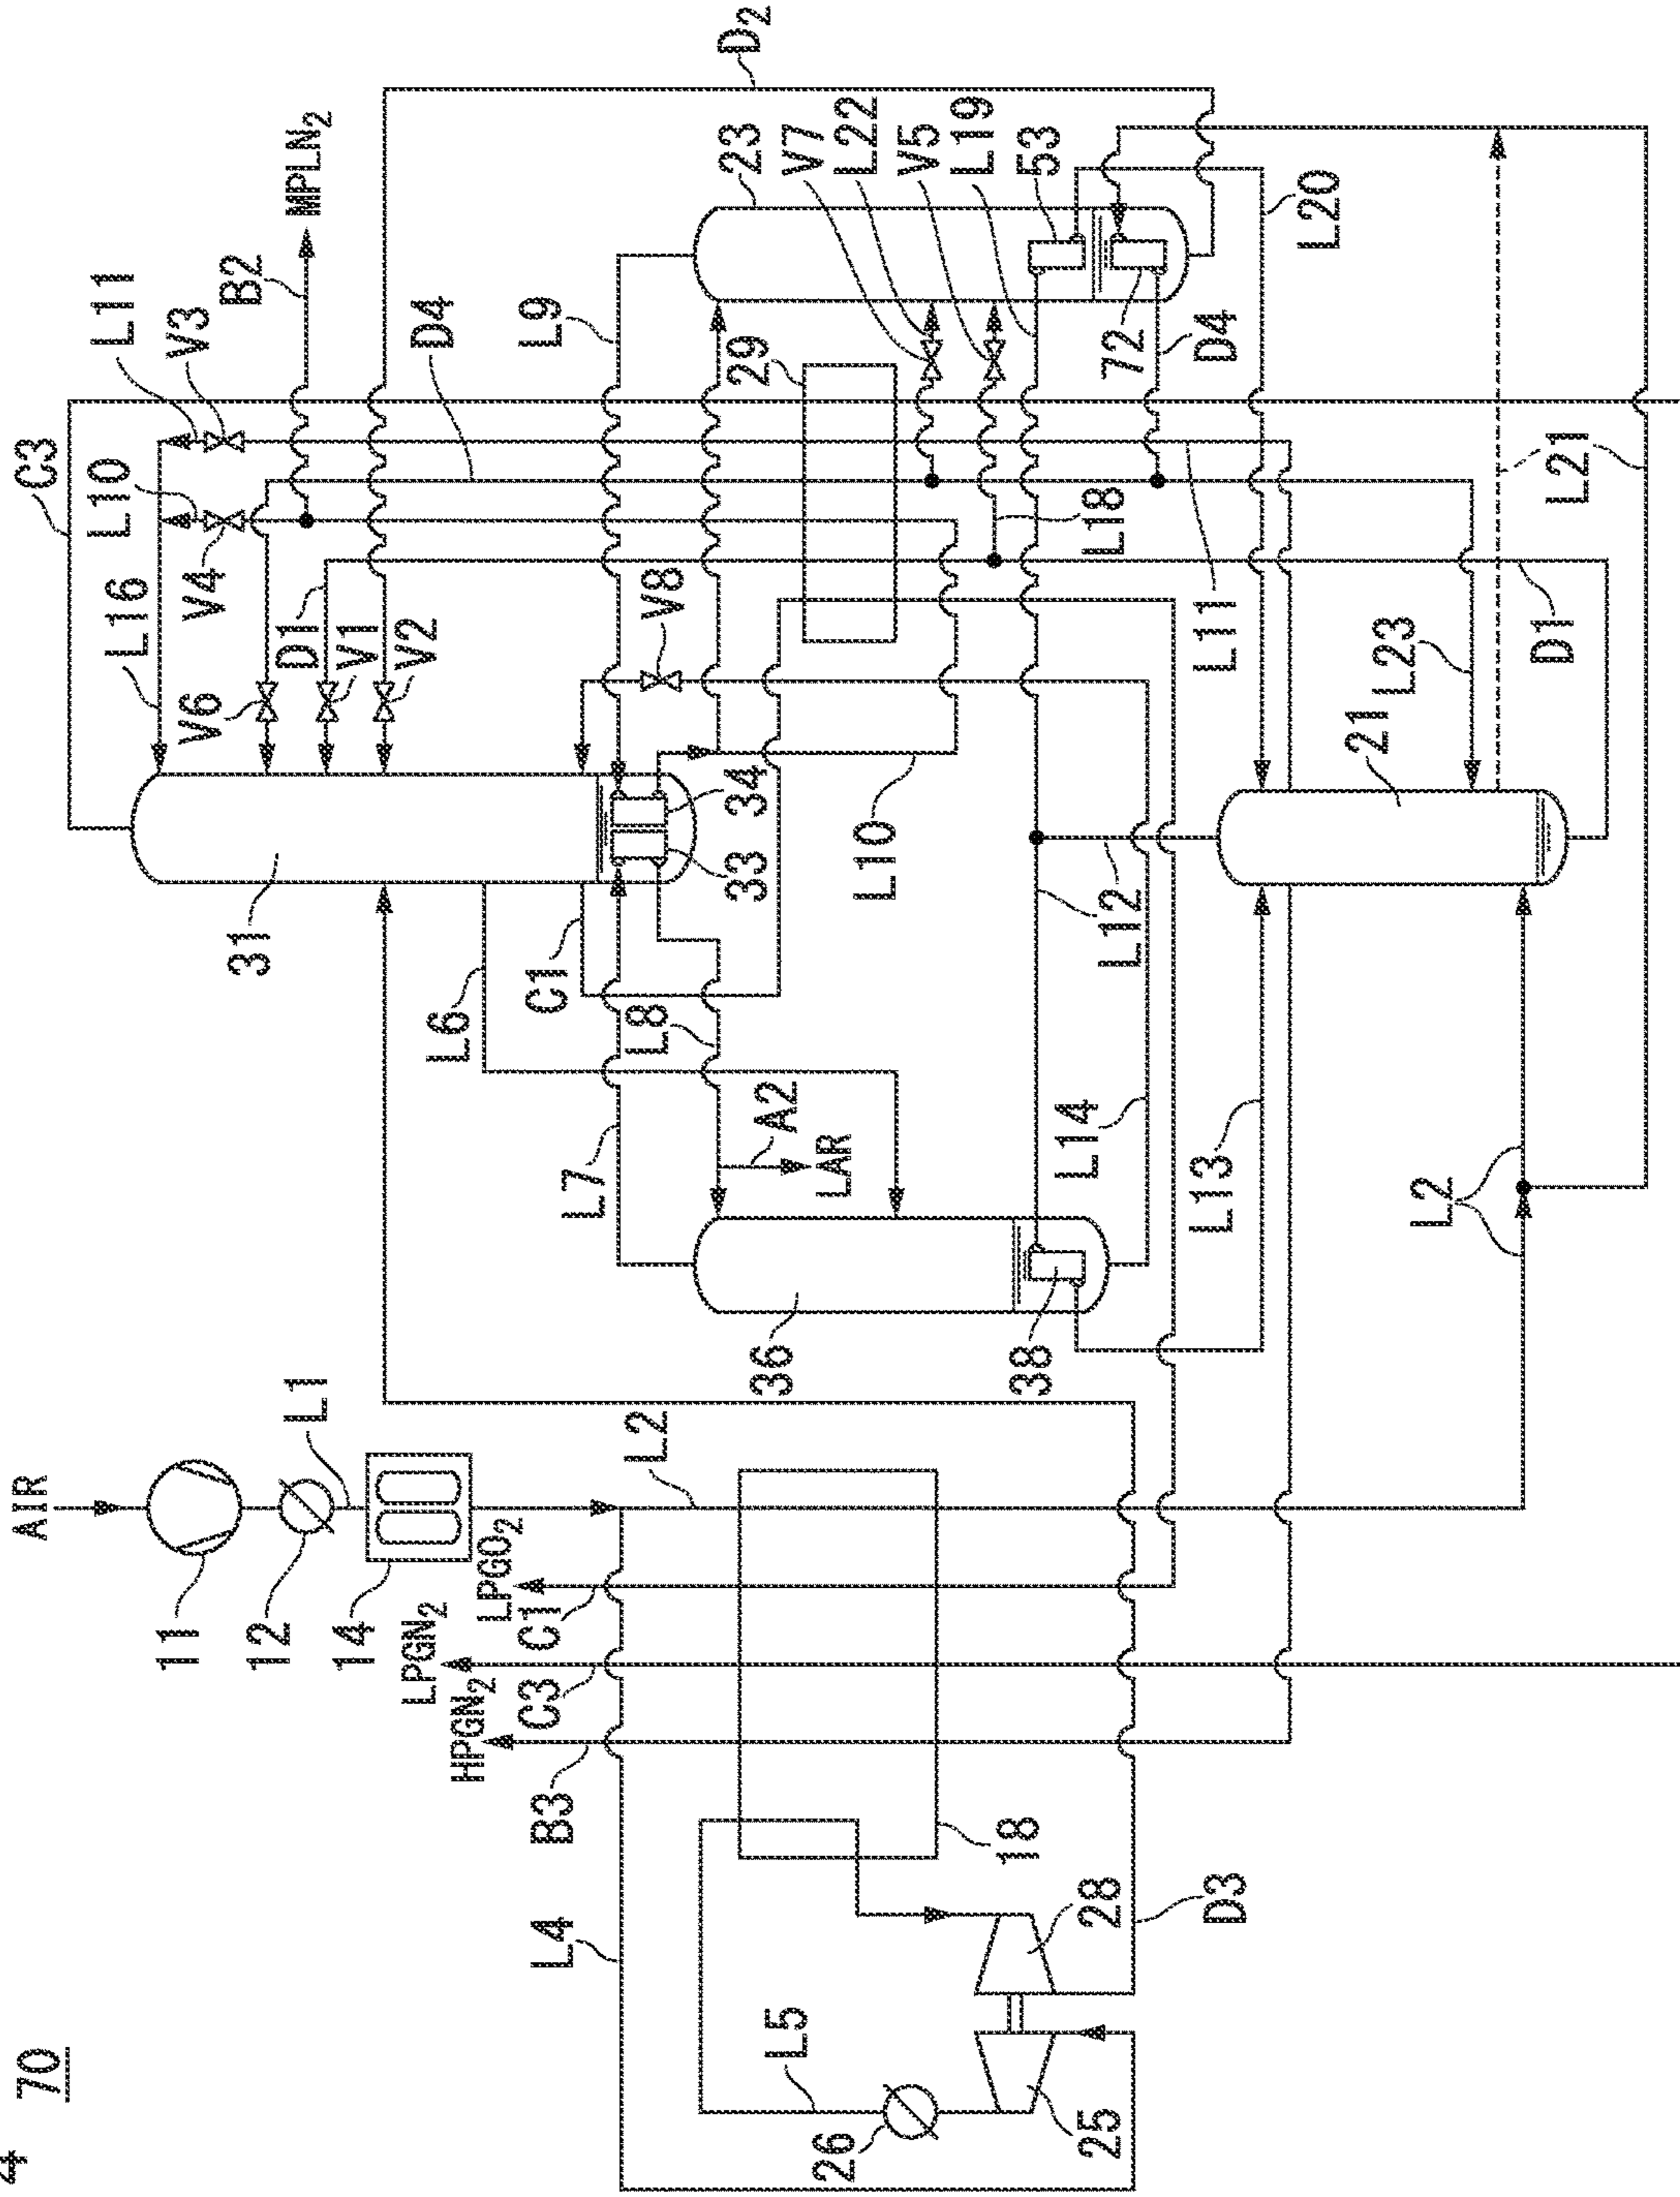 4
70
AIR
11
12
L1
14
L2
LPGO2
C1
LPGN2
C3
HPGN2
B3
L4
L5
26
25
28
D3
18
C3
L11
V3
B2
MPLN2
L10
V4
L16
D4
D1
V6
V1
V2
D2
31
L6
C1
L7
L8
A2
LAR
33
34
V8
L9
L10
29
23
V7
L22
V5
L19
53
72
D4
L20
L18
L11
L12
L14
L13
36
38
21
L23
D1
L21
L2